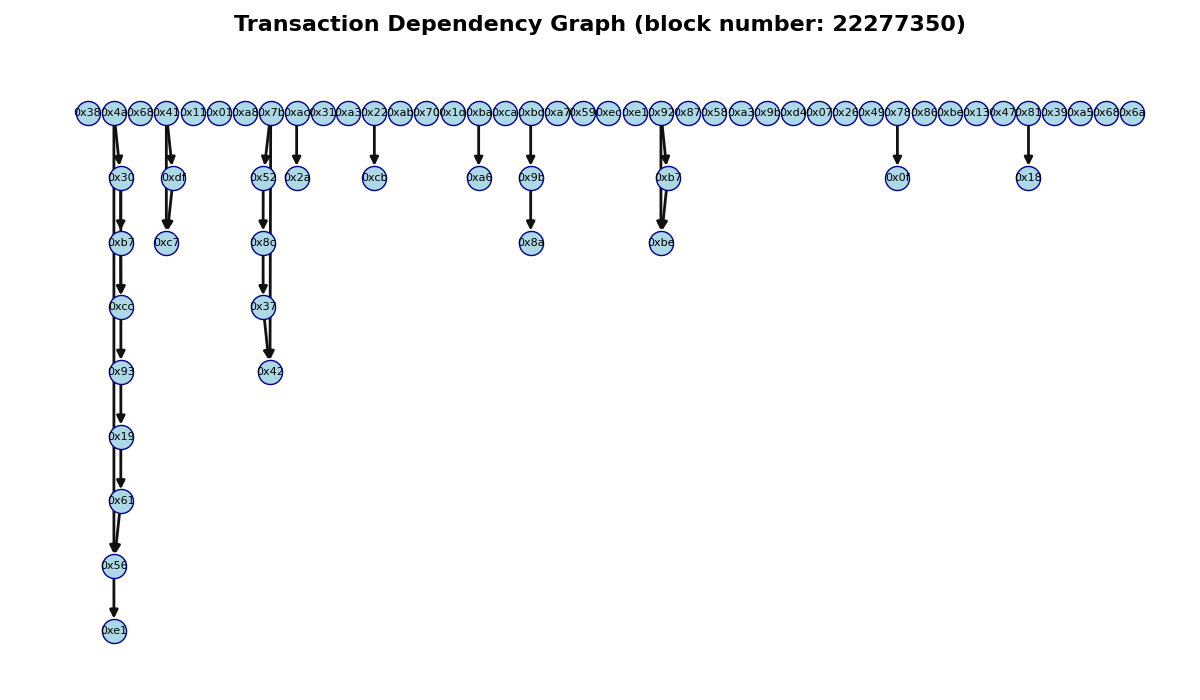 Transaction Dependency Graph (block number: 22277350)
0x38 0x4a 0x68 0x41 0x11 0x01 0xa8 0x7b 0x31 0xa3 0x22 0xab 0x70 0x1d 0xba 0xca 0xbd 0xa7 0x59 0xec 0xe1 0x92 0x87 0x58 0xa3 0x9b 0xd4 0x07 0x26 0x49 0x78 0x86 0xbe 0x13 0x47 0x81 0x39 0xa5 0x68 0x6a
0x30 0xdf 0x52 0x2a 0xcb 0xa6 0x9b 0xb7 0x0f 0x18
0xb7 0xc7 0x8c 0x8a 0xbe
0xcc 0x37
0x93 0x42
0x19
0x61
0x56
0xe1